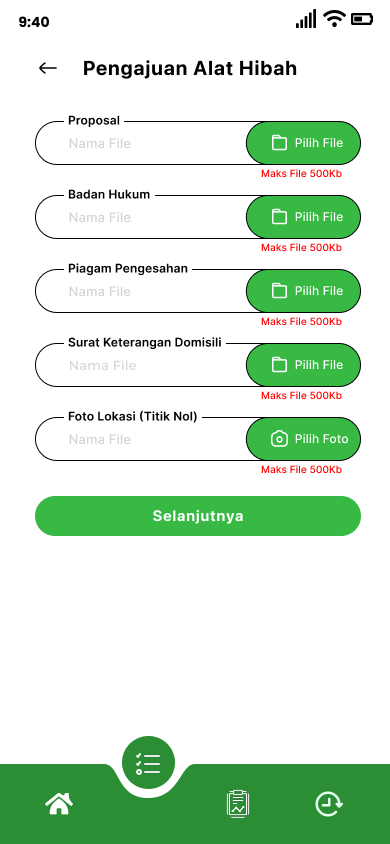 9:40
Pengajuan Alat Hibah
Proposal
Nama File
Pilih File
Maks File 500Kb
Badan Hukum
Nama File
Pilih File
Maks File 500Kb
Piagam Pengesahan
Nama File
Pilih File
Maks File 500Kb
Surat Keterangan Domisili
Nama File
Pilih File
Maks File 500Kb
Foto Lokasi (Titik Nol)
Nama File
Pilih Foto
Maks File 500Kb
Selanjutnya